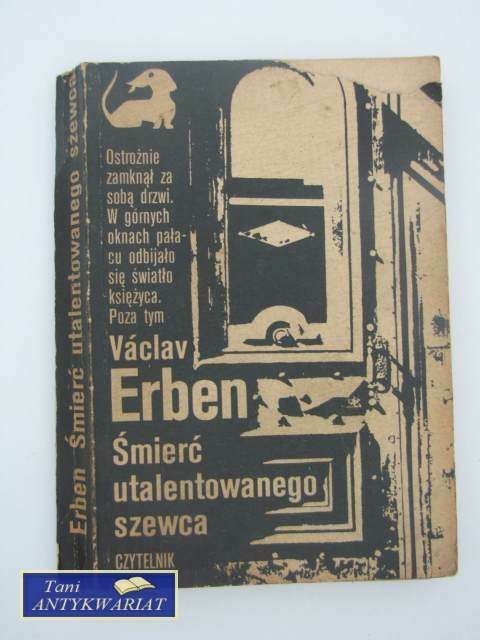 Ostrożnie
zamknął za
sobą drzwi.
W górnych
oknach pała-
cu odbijało
się światło
księżyca.
Poza tym
Václav
Erben
Śmierć
utalentowanego
szewca
CZYTELNIK
Erben Śmierć utalentowanego szewca
Tani
ANTYKWARIAT